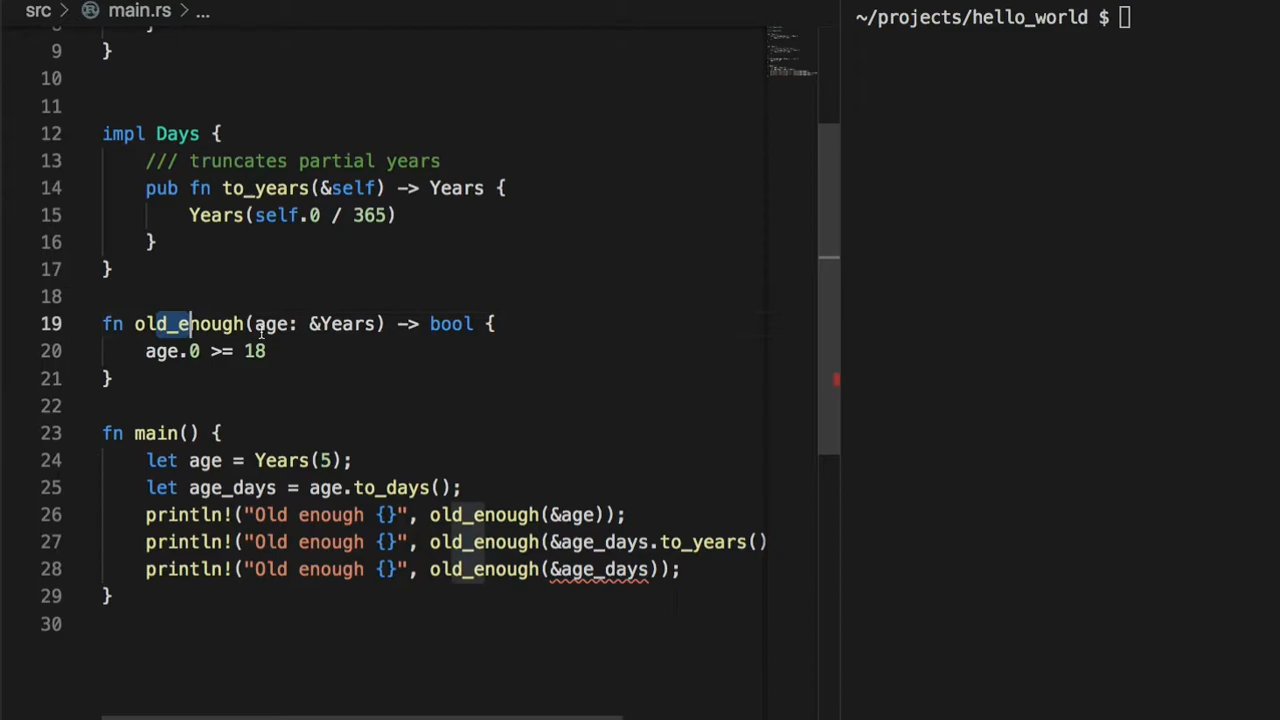 src > main.rs > ...
~/projects/hello_world $
9 }
10
11
12 impl Days {
13 /// truncates partial years
14 pub fn to_years(&self) -> Years {
15 Years(self.0 / 365)
16 }
17 }
18
19 fn old_enough(age: &Years) -> bool {
20 age.0 >= 18
21 }
22
23 fn main() {
24 let age = Years(5);
25 let age_days = age.to_days();
26 println!("Old enough {}", old_enough(&age));
27 println!("Old enough {}", old_enough(&age_days.to_years()
28 println!("Old enough {}", old_enough(&age_days));
29 }
30